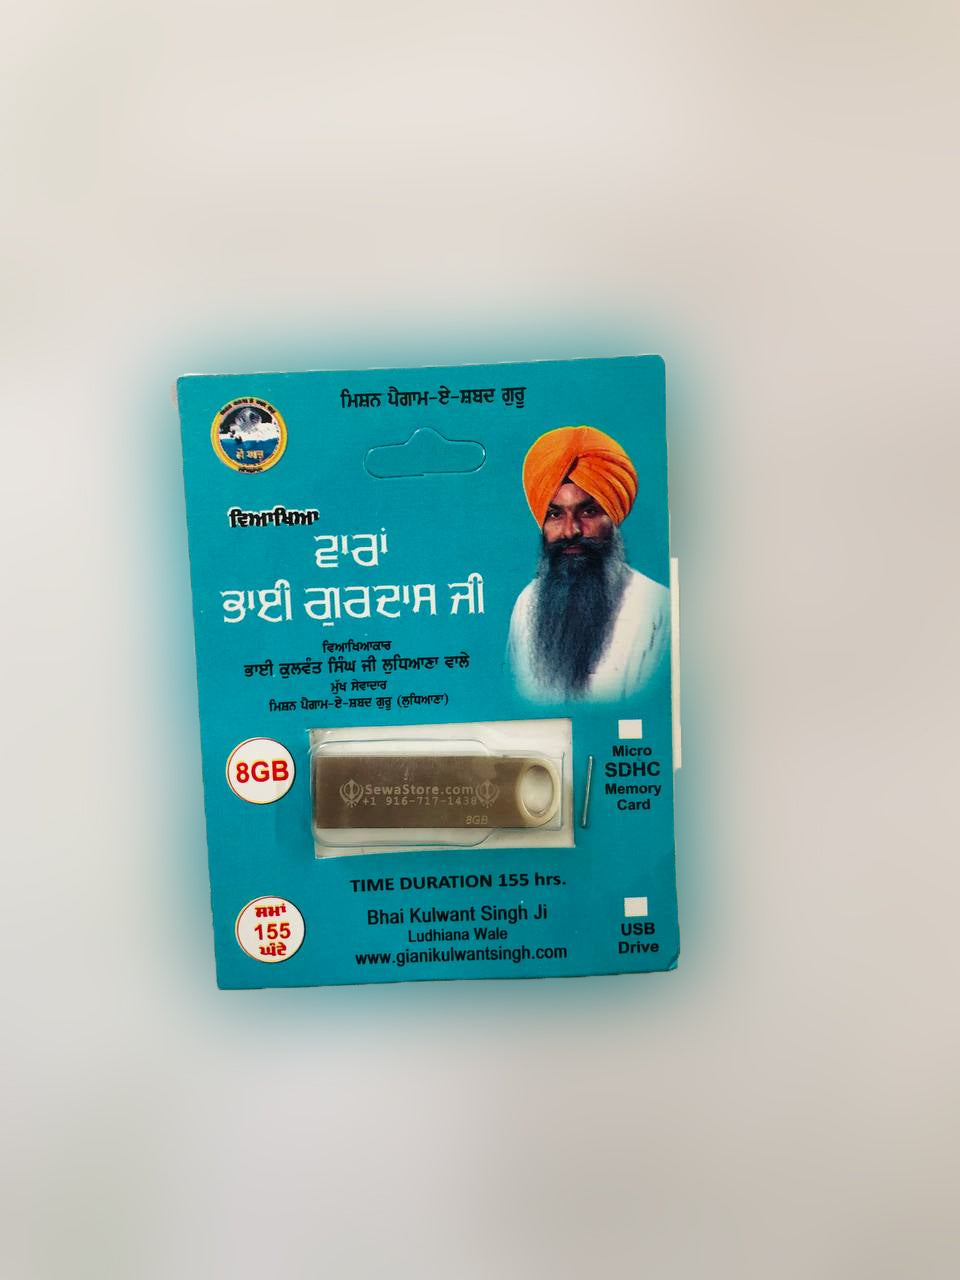 ਮਿਸ਼ਨ ਪੈਗਾਮ-ਏ-ਸ਼ਬਦ ਗੁਰੂ
ਵਿਆਖਿਆ
ਵਾਰਾਂ
ਭਾਈ ਗੁਰਦਾਸ ਜੀ
ਵਿਆਖਿਆਕਾਰ
ਭਾਈ ਕੁਲਵੰਤ ਸਿੰਘ ਜੀ ਲੁਧਿਆਣਾ ਵਾਲੇ
ਮੁੱਖ ਸੇਵਾਦਾਰ
ਮਿਸ਼ਨ ਪੈਗਾਮ-ਏ-ਸ਼ਬਦ ਗੁਰੂ (ਲੁਧਿਆਣਾ)
8GB
SewaStore.com
+1 916-717-1438
8GB
Micro
SDHC
Memory
Card
TIME DURATION 155 hrs.
ਸਮਾਂ
155
ਘੰਟੇ
Bhai Kulwant Singh Ji
Ludhiana Wale
www.gianikulwantsingh.com
USB
Drive